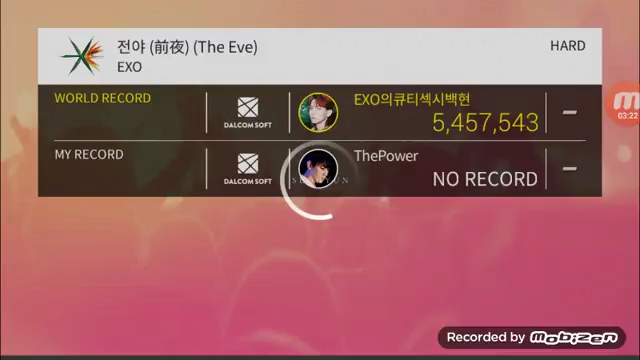 전야 (前夜) (The Eve)
HARD
EXO
WORLD RECORD
DALCOM SOFT
EXO의큐티섹시백현
5,457,543
03:22
MY RECORD
DALCOM SOFT
ThePower
NO RECORD
Recorded by Mobizen